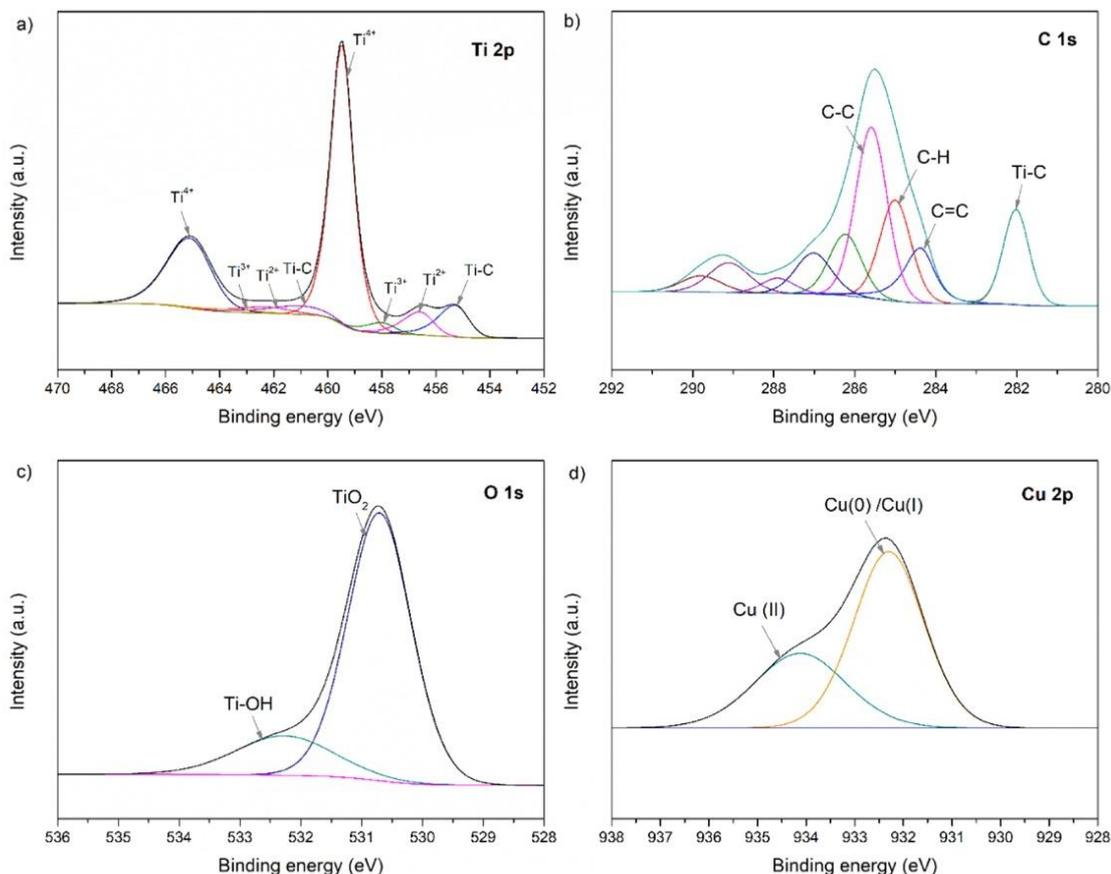 a)
Ti 2p
Ti4+
Ti4+
Ti3+
Ti2+
Ti-C
Ti3+
Ti2+
Ti-C
Intensity (a.u.)
470 468 466 464 462 460 458 456 454 452
Binding energy (eV)
b)
C 1s
C-C
C-H
C=C
Ti-C
Intensity (a.u.)
292 290 288 286 284 282 280
Binding energy (eV)
c)
O 1s
TiO2
Ti-OH
Intensity (a.u.)
536 535 534 533 532 531 530 529 528
Binding energy (eV)
d)
Cu 2p
Cu(0) /Cu(I)
Cu (II)
Intensity (a.u.)
938 937 936 935 934 933 932 931 930 929 928
Binding energy (eV)